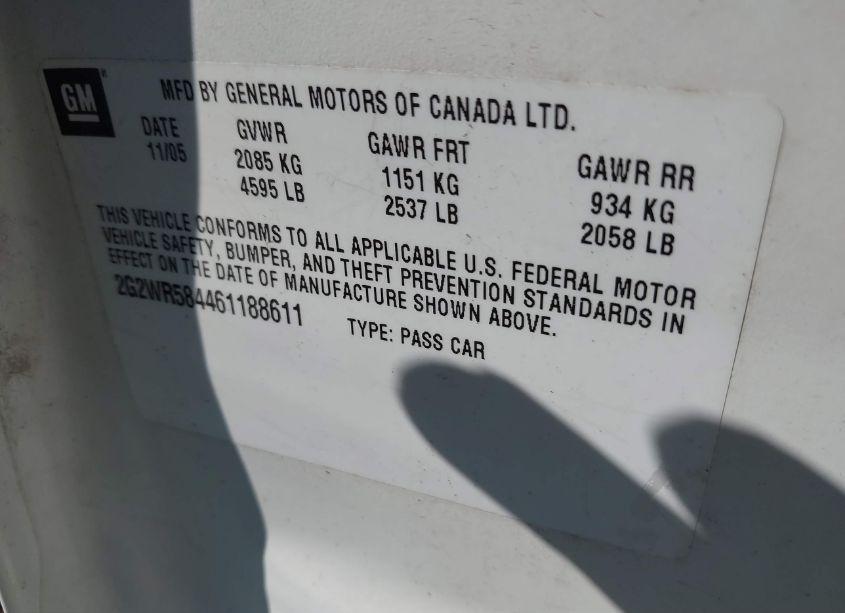 GM
MFD BY GENERAL MOTORS OF CANADA LTD.
DATE GVWR GAWR FRT GAWR RR
11/05 2085 KG 1151 KG 934 KG
4595 LB 2537 LB 2058 LB
THIS VEHICLE CONFORMS TO ALL APPLICABLE U.S. FEDERAL MOTOR
VEHICLE SAFETY, BUMPER, AND THEFT PREVENTION STANDARDS IN
EFFECT ON THE DATE OF MANUFACTURE SHOWN ABOVE.
2G2WR584461188611 TYPE: PASS CAR